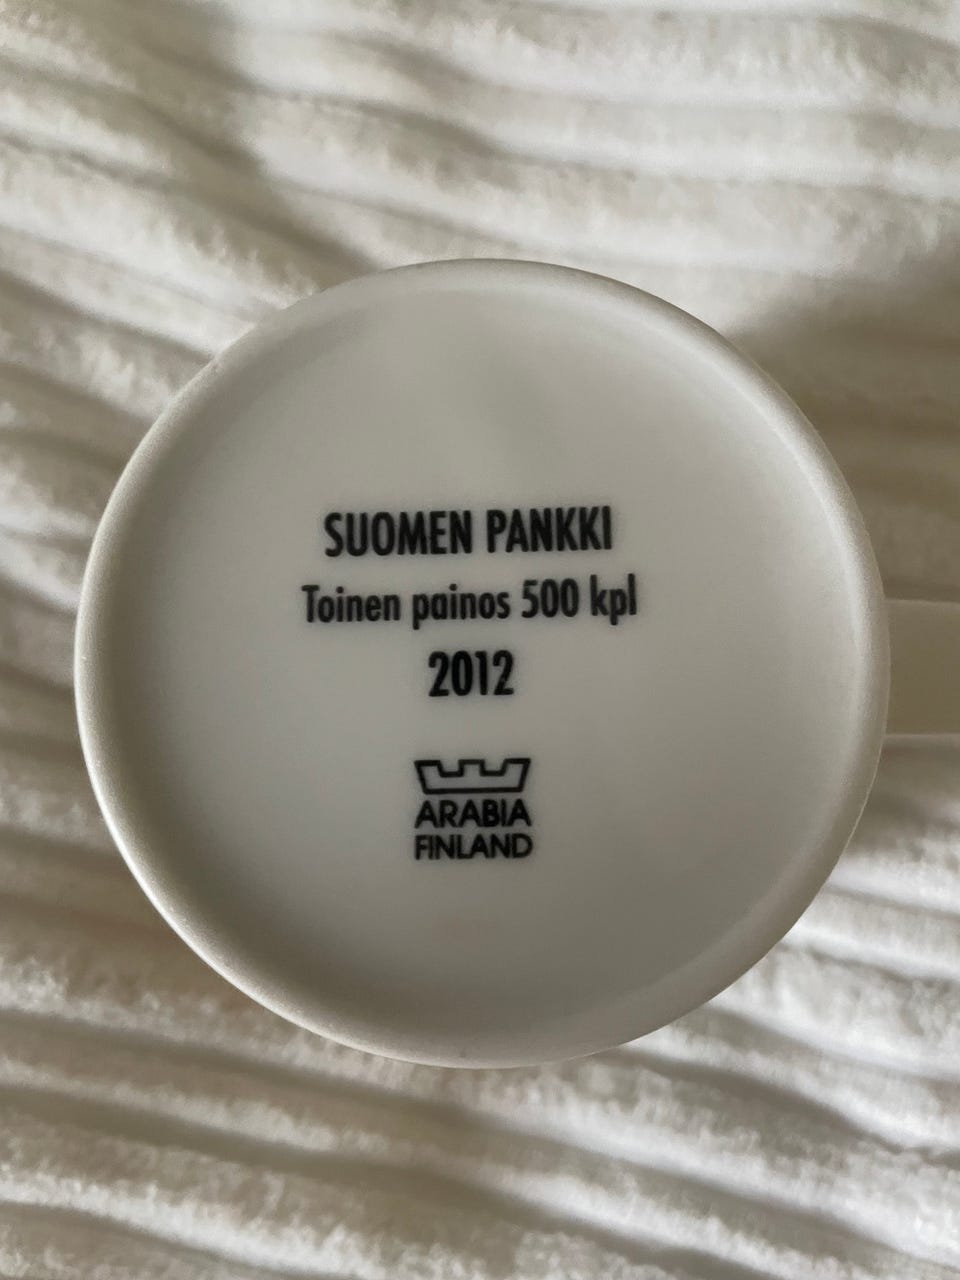 SUOMEN PANKKI
Toinen painos 500 kpl
2012
ARABIA
FINLAND